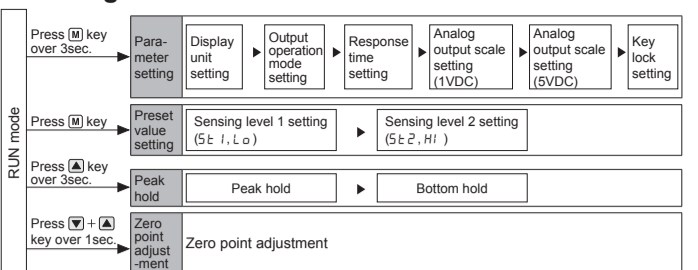 RUN mode
Press M key
over 3sec.
Para-
meter
setting
Display
unit
setting
Output
operation
mode
setting
Response
time
setting
Analog
output scale
setting
(1VDC)
Analog
output scale
setting
(5VDC)
Key
lock
setting
Press M key
Preset
value
setting
Sensing level 1 setting
(St1, Lo)
Sensing level 2 setting
(St2, HI)
Press ▲ key
over 3sec.
Peak
hold
Peak hold
Bottom hold
Press ▼ + ▲
key over 1sec.
Zero
point
adjust
-ment
Zero point adjustment